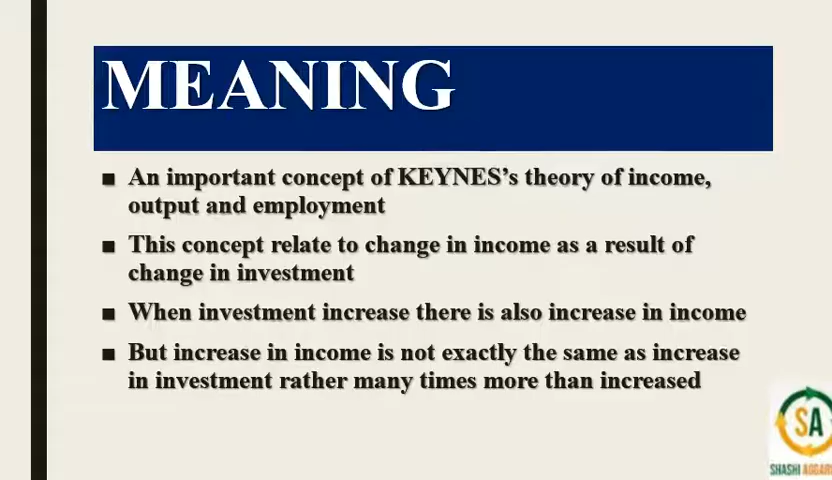 MEANING
An important concept of KEYNES’s theory of income,
output and employment
This concept relate to change in income as a result of
change in investment
When investment increase there is also increase in income
But increase in income is not exactly the same as increase
in investment rather many times more than increased
SA
SHASHI